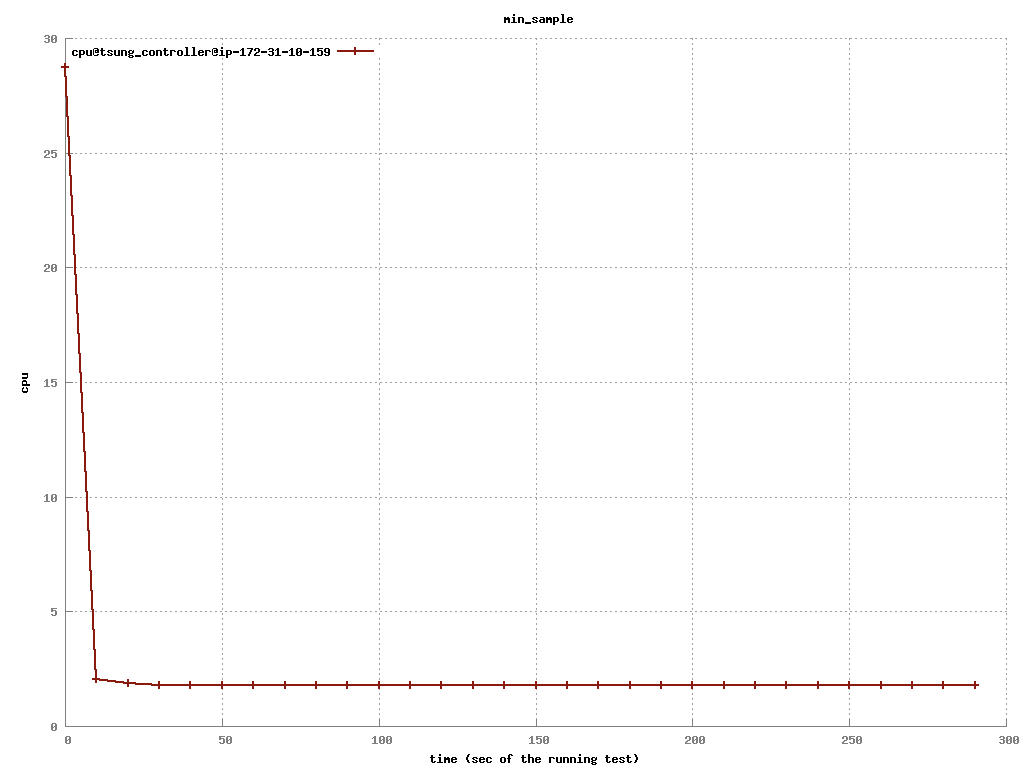 min_sample
30
cpu@tsung_controller@ip-172-31-10-159
25
20
15
cpu
10
5
0
0 50 100 150 200 250 300
time (sec of the running test)